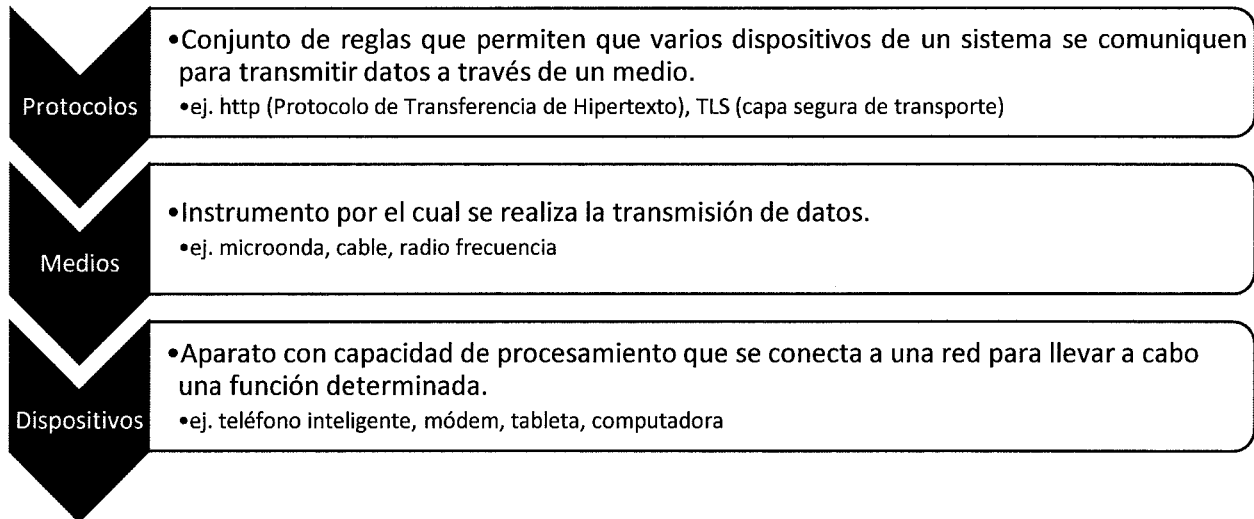 Protocolos
•Conjunto de reglas que permiten que varios dispositivos de un sistema se comuniquen
para transmitir datos a través de un medio.
•ej. http (Protocolo de Transferencia de Hipertexto), TLS (capa segura de transporte)
Medios
•Instrumento por el cual se realiza la transmisión de datos.
•ej. microonda, cable, radio frecuencia
Dispositivos
•Aparato con capacidad de procesamiento que se conecta a una red para llevar a cabo
una función determinada.
•ej. teléfono inteligente, módem, tableta, computadora